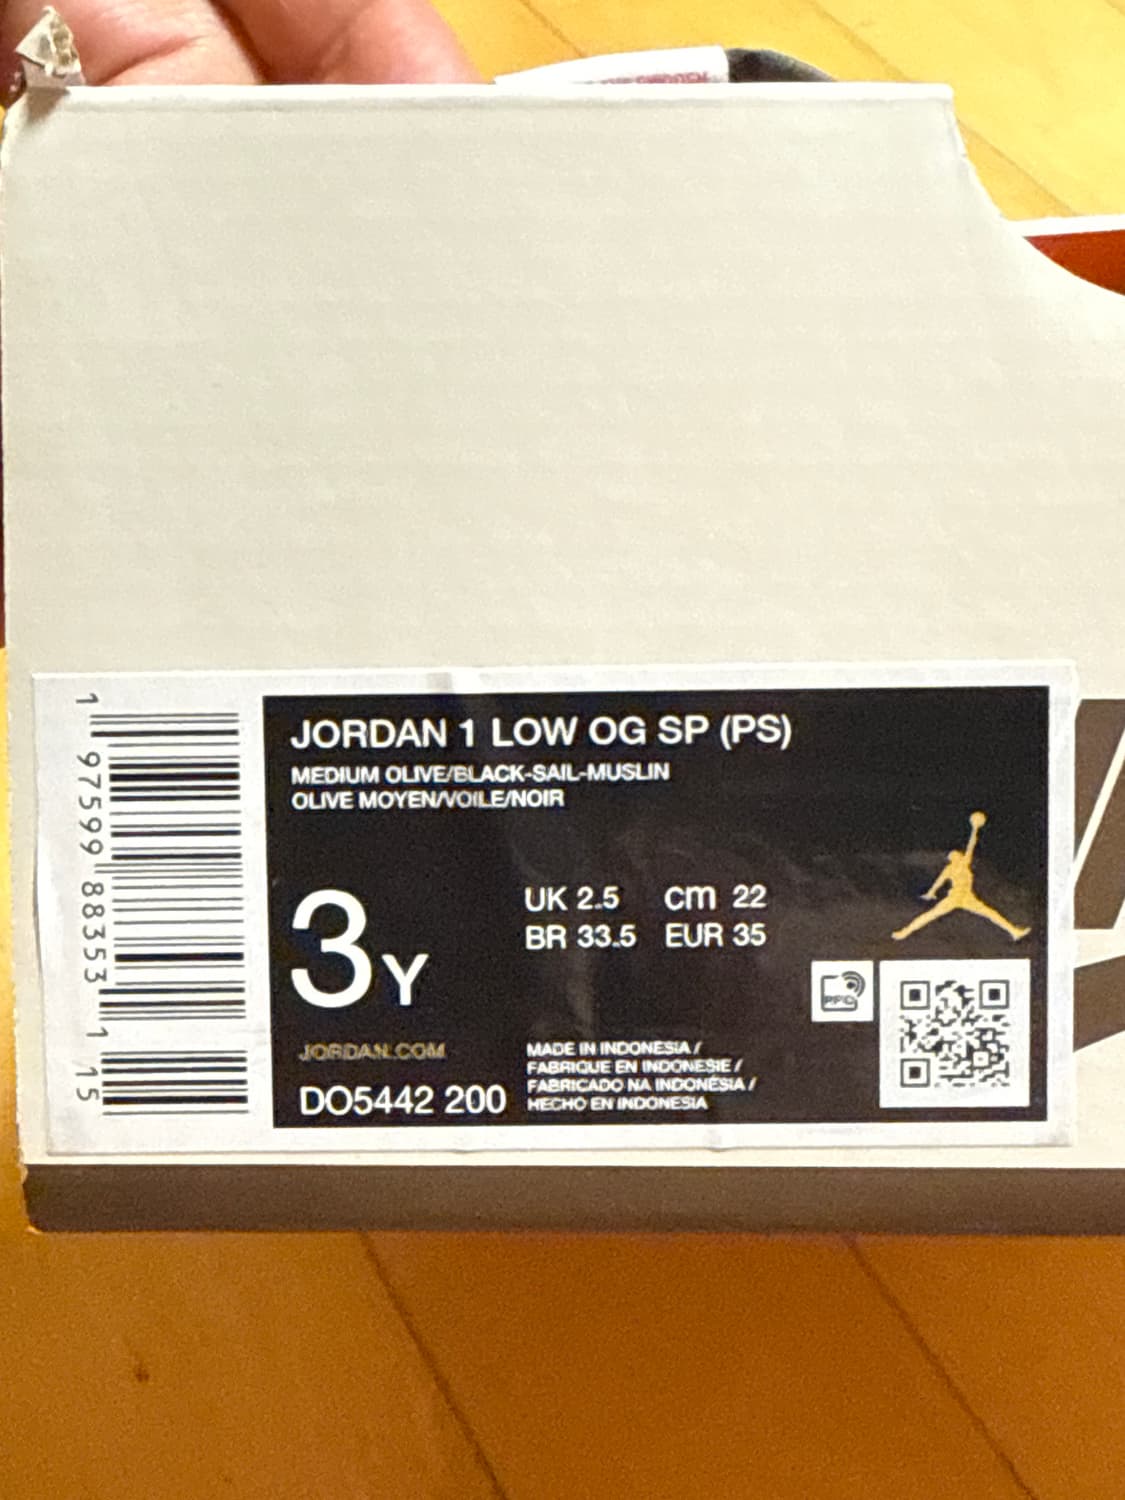 JORDAN 1 LOW OG SP (PS)
MEDIUM OLIVE/BLACK-SAIL-MUSLIN
OLIVE MOYEN/VOILE/NOIR
3Y
UK 2.5 cm 22
BR 33.5 EUR 35
JORDAN.COM
DO5442 200
MADE IN INDONESIA /
FABRIQUE EN INDONESIE /
FABRICADO NA INDONÉSIA /
HECHO EN INDONESIA
RFID
1 97599 88353 1 15